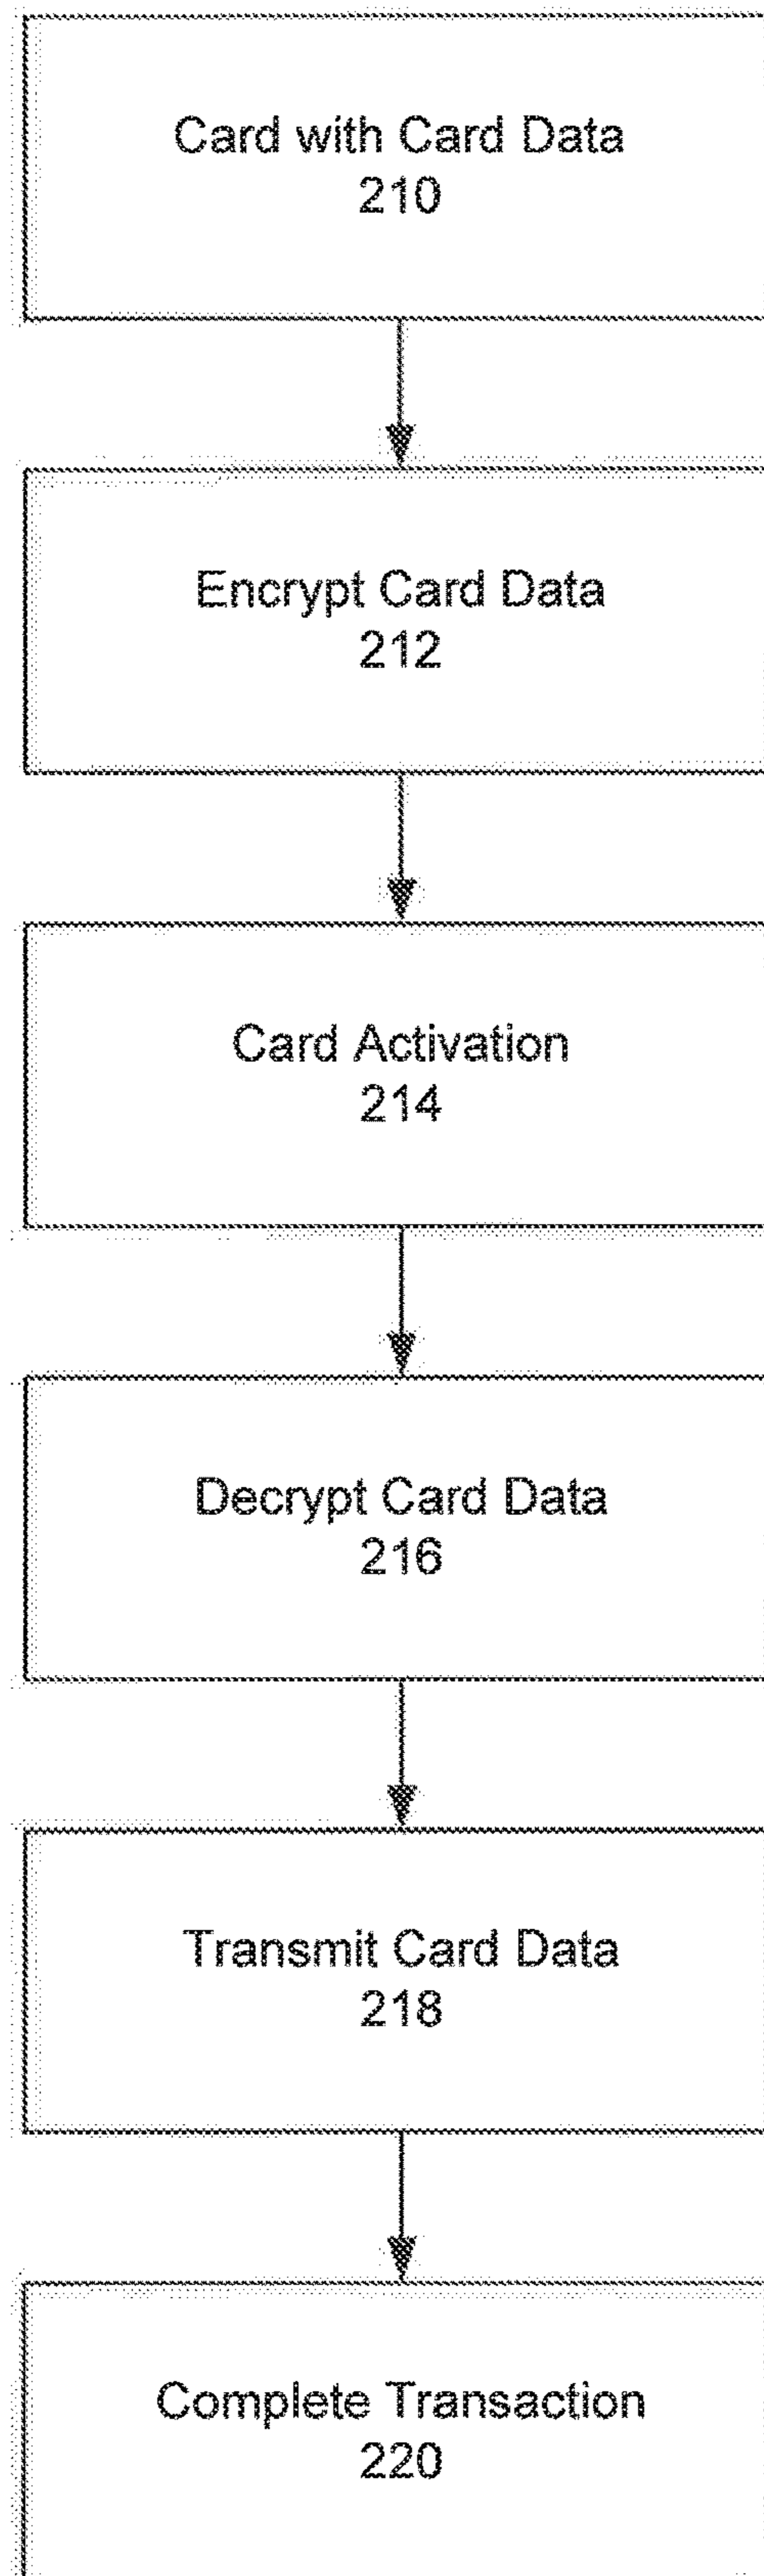 Card with Card Data
210
Encrypt Card Data
212
Card Activation
214
Decrypt Card Data
216
Transmit Card Data
218
Complete Transaction
220